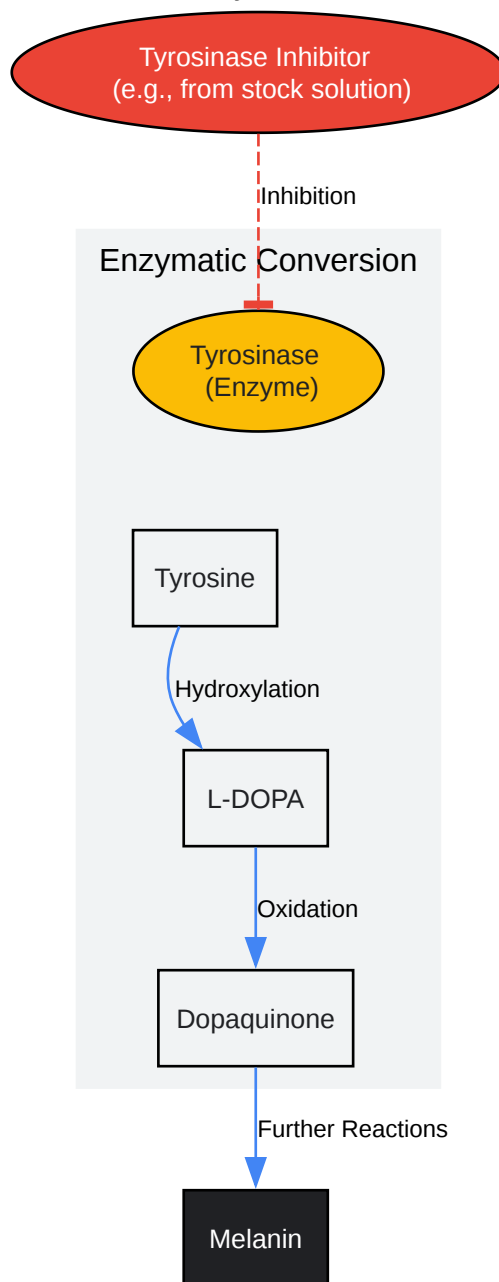 Tyrosinase Inhibitor
(e.g., from stock solution)
Inhibition
Enzymatic Conversion
Tyrosinase
(Enzyme)
Tyrosine
Hydroxylation
L-DOPA
Oxidation
Dopaquinone
Further Reactions
Melanin